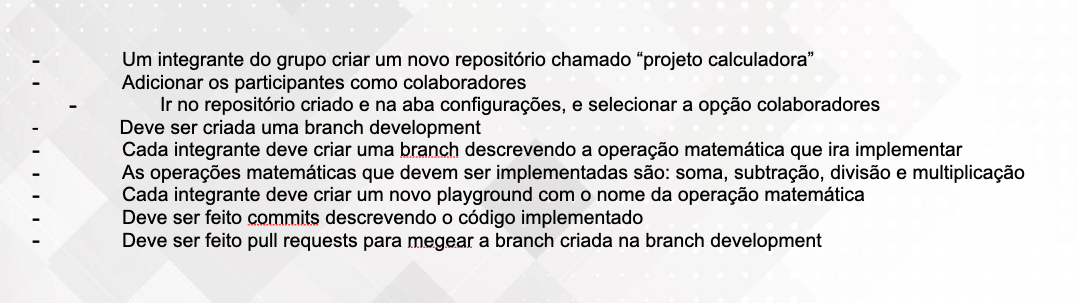 - Um integrante do grupo criar um novo repositório chamado “projeto calculadora”
- Adicionar os participantes como colaboradores
- Ir no repositório criado e na aba configurações, e selecionar a opção colaboradores
- Deve ser criada uma branch development
- Cada integrante deve criar uma branch descrevendo a operação matemática que ira implementar
- As operações matemáticas que devem ser implementadas são: soma, subtração, divisão e multiplicação
- Cada integrante deve criar um novo playground com o nome da operação matemática
- Deve ser feito commits descrevendo o código implementado
- Deve ser feito pull requests para megear a branch criada na branch development